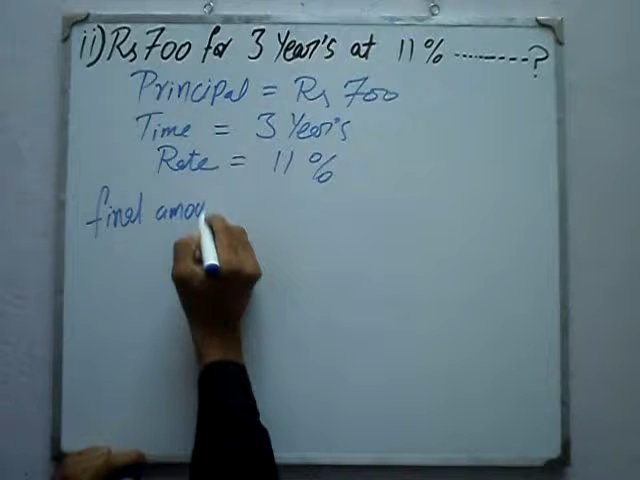 ii) Rs 700 for 3 Year's at 11% ---------?
Principal = Rs 700
Time = 3 Year's
Rate = 11 %
final amou